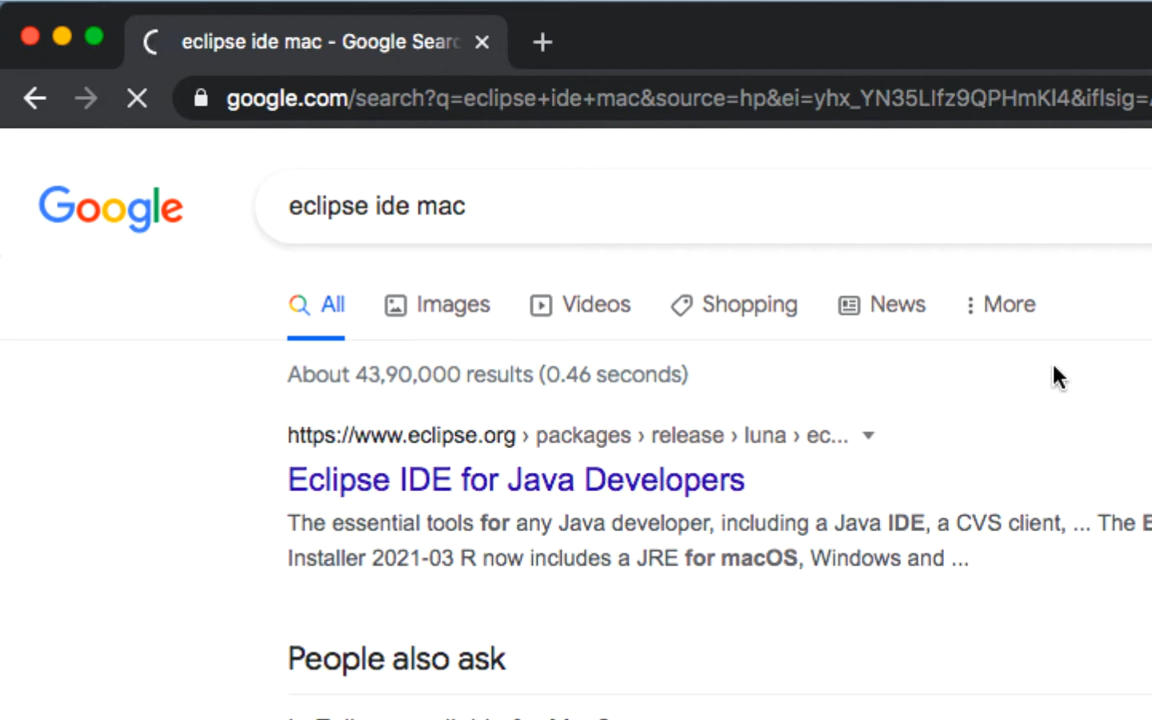 eclipse ide mac - Google Sear
google.com/search?q=eclipse+ide+mac&source=hp&ei=yhx_YN35LIfz9QPHmKI4&iflsig=
Google
eclipse ide mac
All Images Videos Shopping News More
About 43,90,000 results (0.46 seconds)
https://www.eclipse.org › packages › release › luna › ec...
Eclipse IDE for Java Developers
The essential tools for any Java developer, including a Java IDE, a CVS client, ... The
Installer 2021-03 R now includes a JRE for macOS, Windows and ...
People also ask